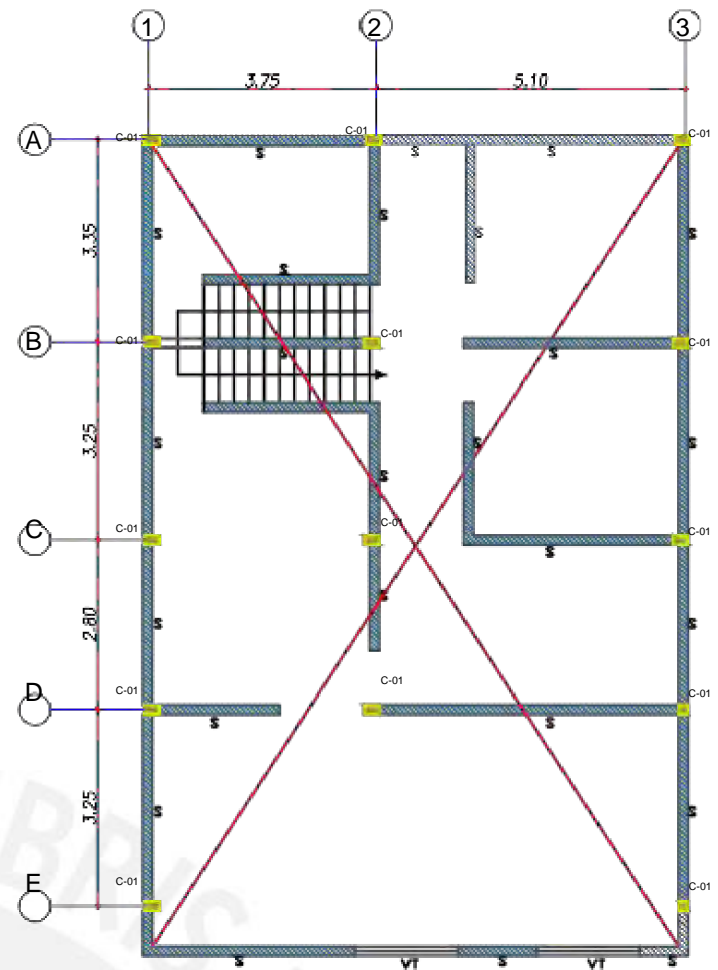 1 2 3
3.75 5.10
A C-01 C-01 C-01
S S S
S
3.35 S S S
S
B C-01 C-01 C-01
S S
3.25 S S S
S
C C-01 C-01 C-01
S
2.80 S S
S
D C-01 C-01 C-01
S S
3.25 S S
E C-01 C-01
BRIS
S VT S VT S